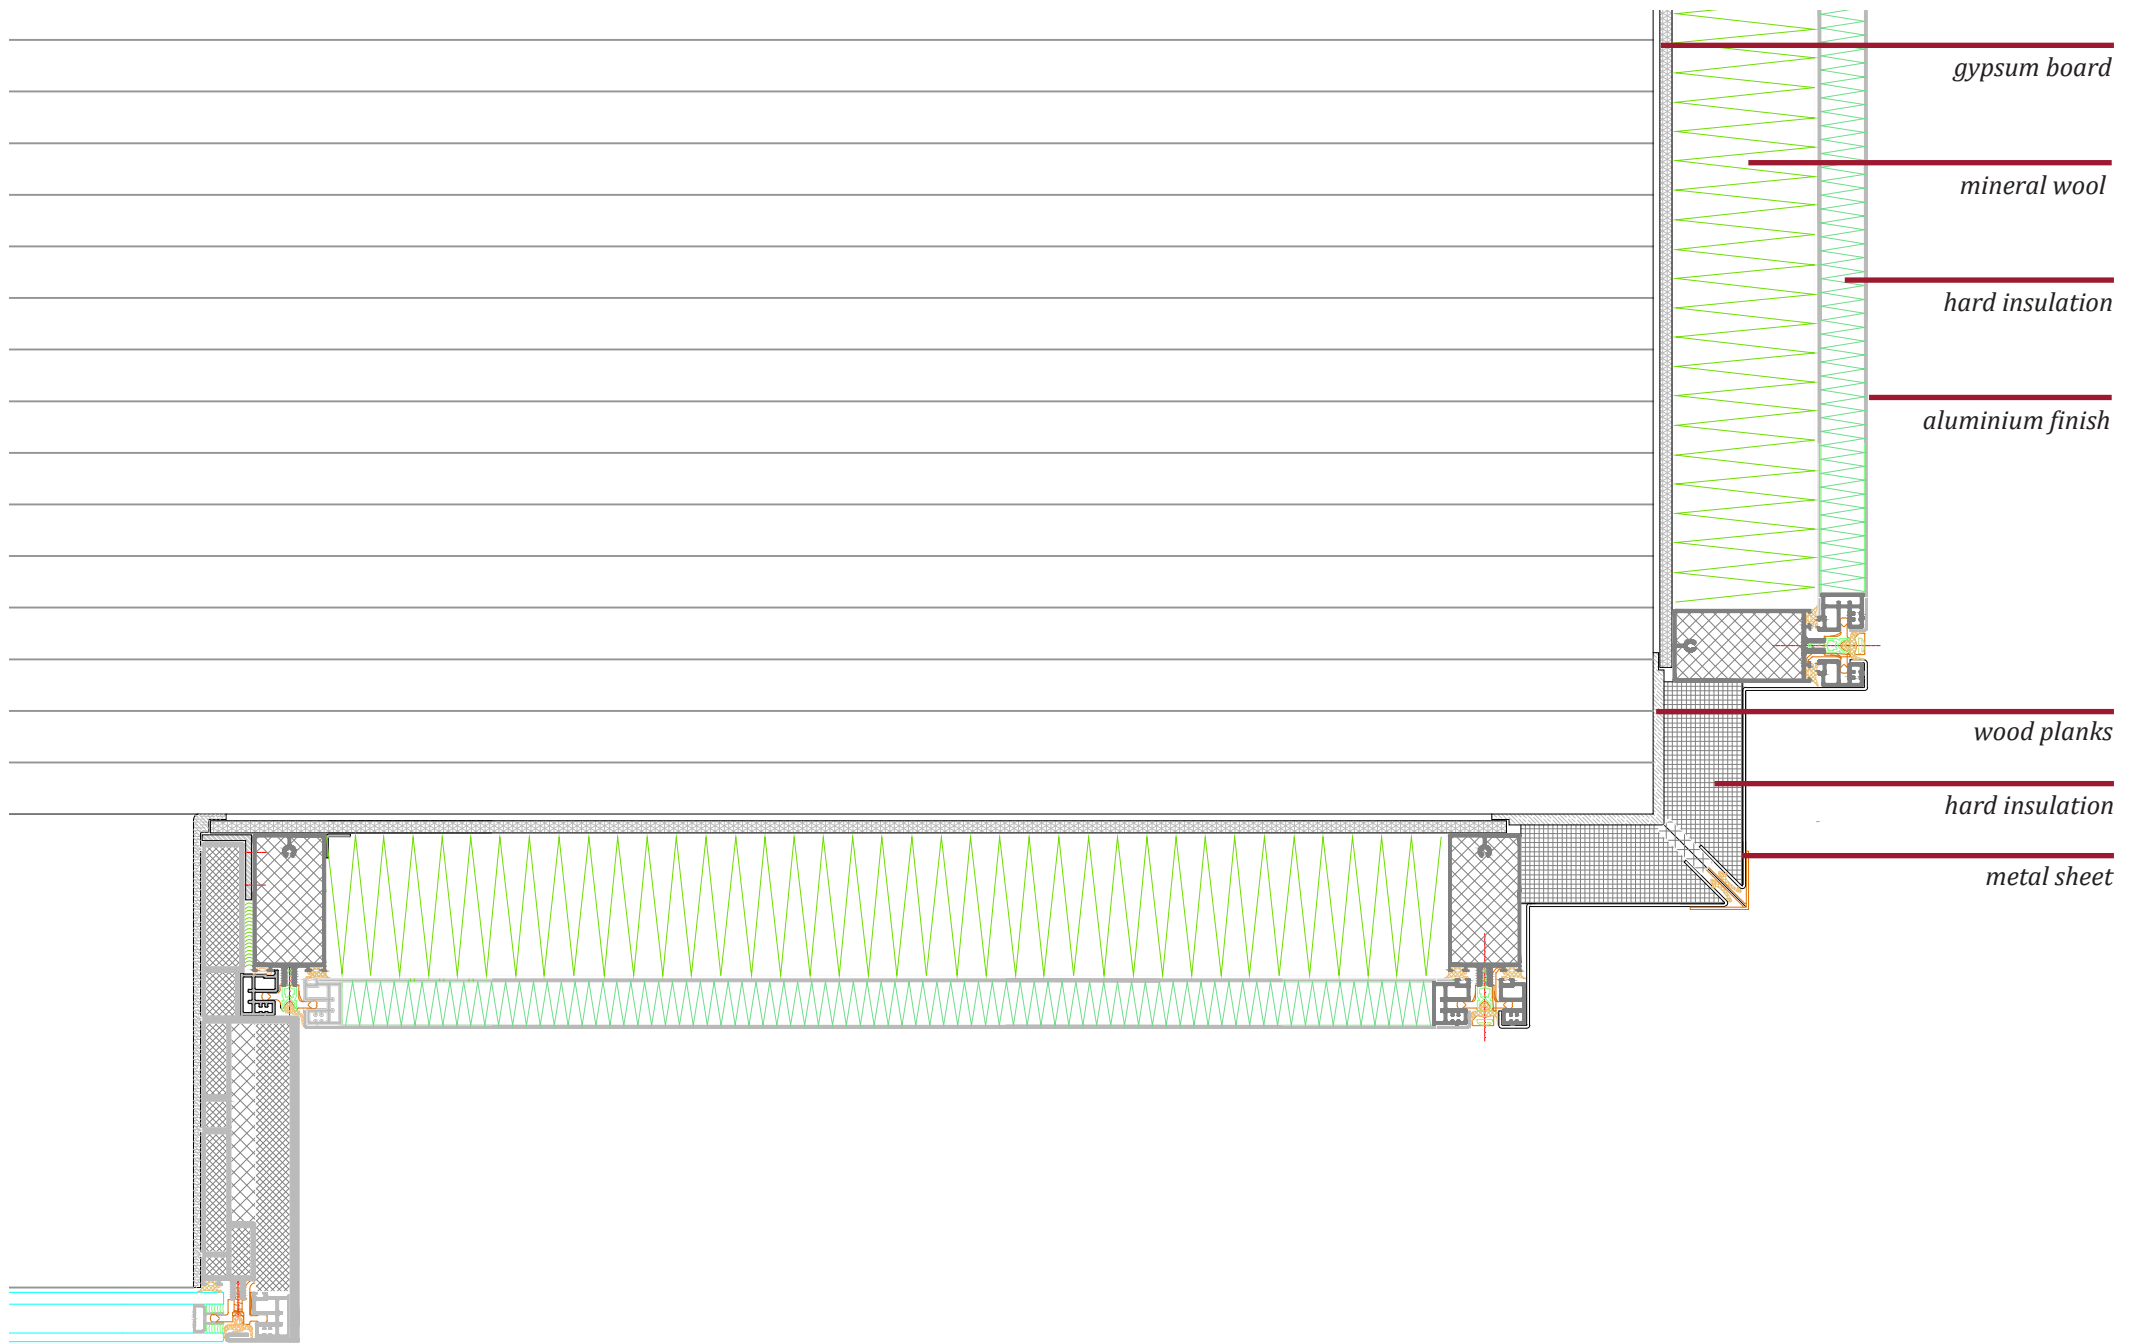 gypsum board
mineral wool
hard insulation
aluminium finish
wood planks
hard insulation
metal sheet